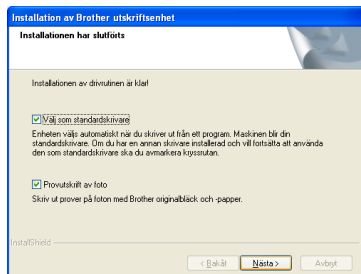 Installation av Brother utskriftsenhet
Installationen har slutförts
Installationen av drivrutinen är klar!
Välj som standardskrivare
Enheten väljs automatiskt när du skriver ut från ett program. Maskinen blir din
standardskrivare. Om du har en annan skrivare installerad och vill fortsätta att använda
den som standardskrivare ska du avmarkera kryssrutan.
Provutskrift av foto
Skriv ut prover på foton med Brother originalbläck och -papper.
InstallShield
< Bakåt Nästa > Avbryt